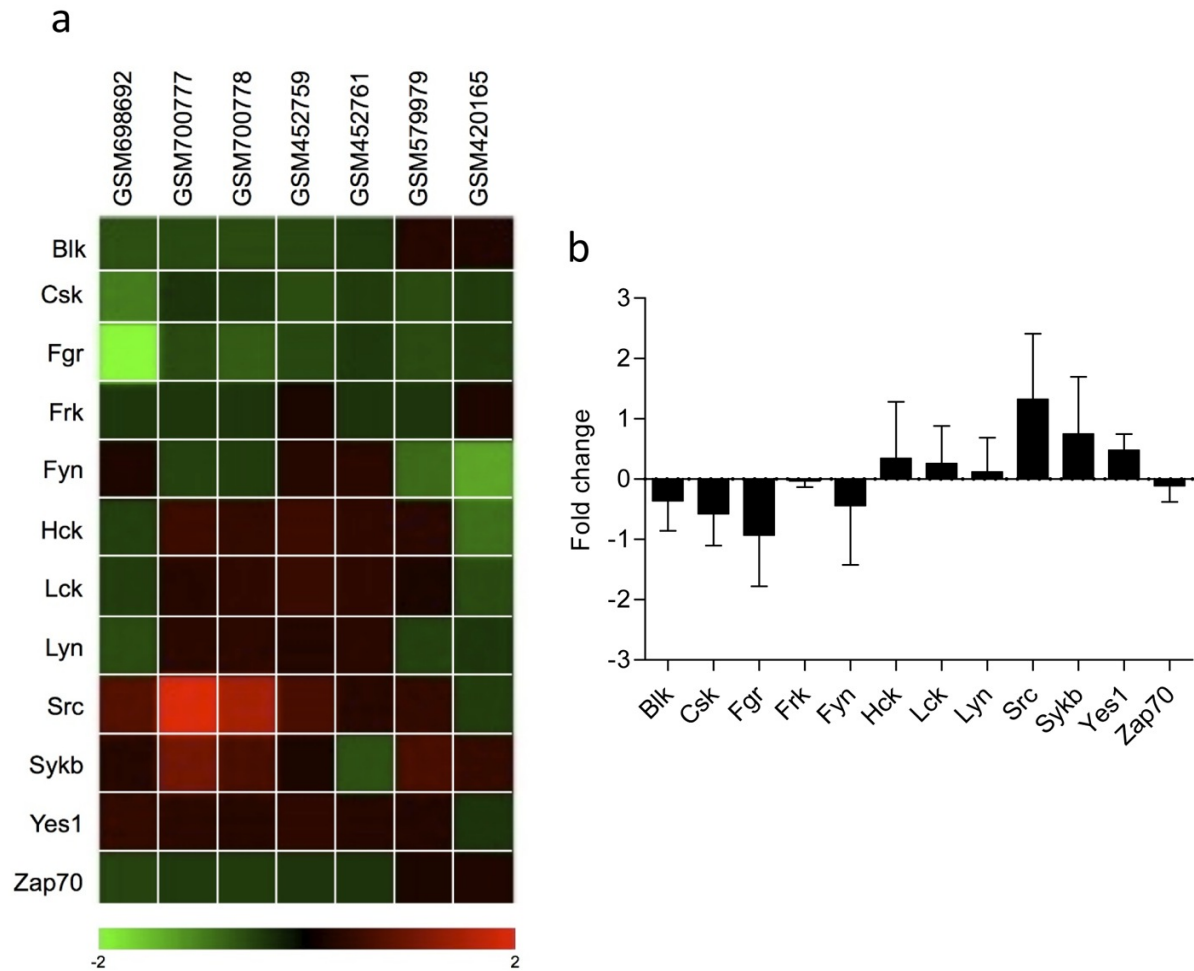 a
GSM698692
GSM700777
GSM700778
GSM452759
GSM452761
GSM579979
GSM420165
Blk
Csk
Fgr
Frk
Fyn
Hck
Lck
Lyn
Src
Sykb
Yes1
Zap70
-2 2
b
Fold change
3
2
1
0
-1
-2
-3
Blk Csk Fgr Frk Fyn Hck Lck Lyn Src Sykb Yes1 Zap70